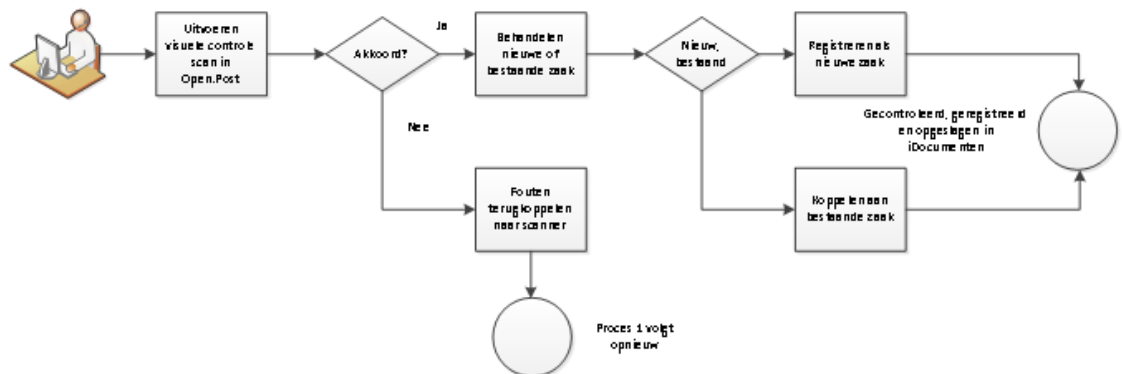 Uitvoeren
visuele controle
scan in
Open.Post
Akkoord?
Ja
Behandelen
nieuwe of
bestaande zaak
Nieuw,
bestaand
Registreren als
nieuwe zaak
Nee
Gecontroleerd, geregistreerd
en opgeslagen in
iDocumenten
Fouten
terugkoppelen
naar scanner
Koppelen aan
bestaande zaak
Proces 1 volgt
opnieuw